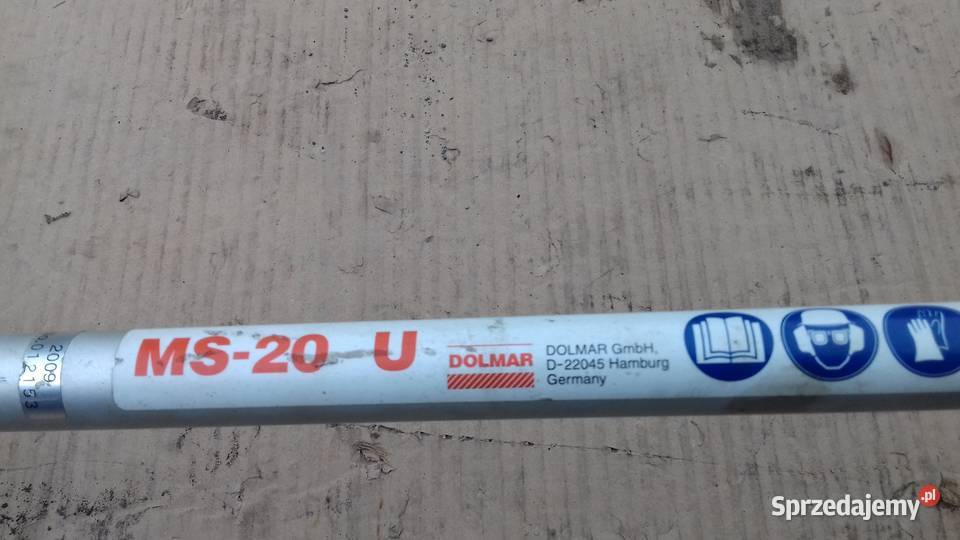 MS-20 U
DOLMAR
DOLMAR GmbH,
D-22045 Hamburg
Germany
2009
Sprzedajemy.pl